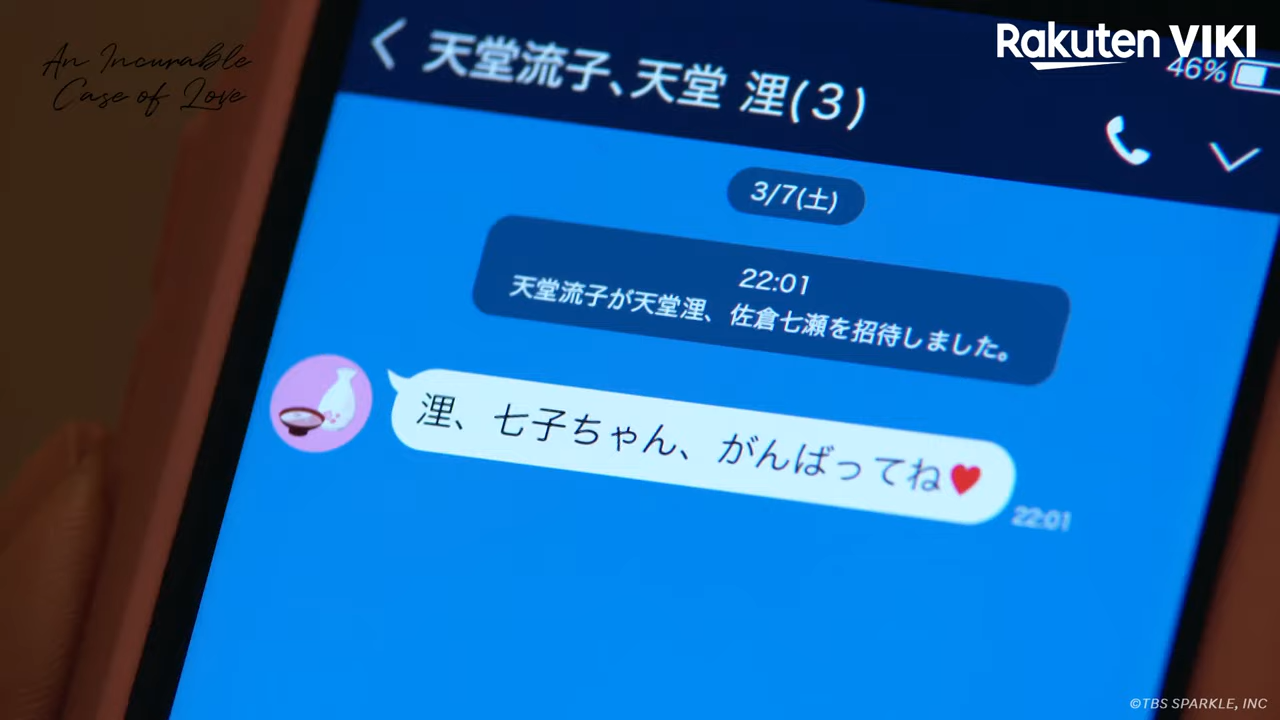 An Incurable
Case of Love
Rakuten VIKI
46%
天堂流子、天堂 浬(3)
3/7(土)
22:01
天堂流子が天堂浬、佐倉七瀬を招待しました。
浬、七子ちゃん、がんばってね♥
22:01
©TBS SPARKLE, INC